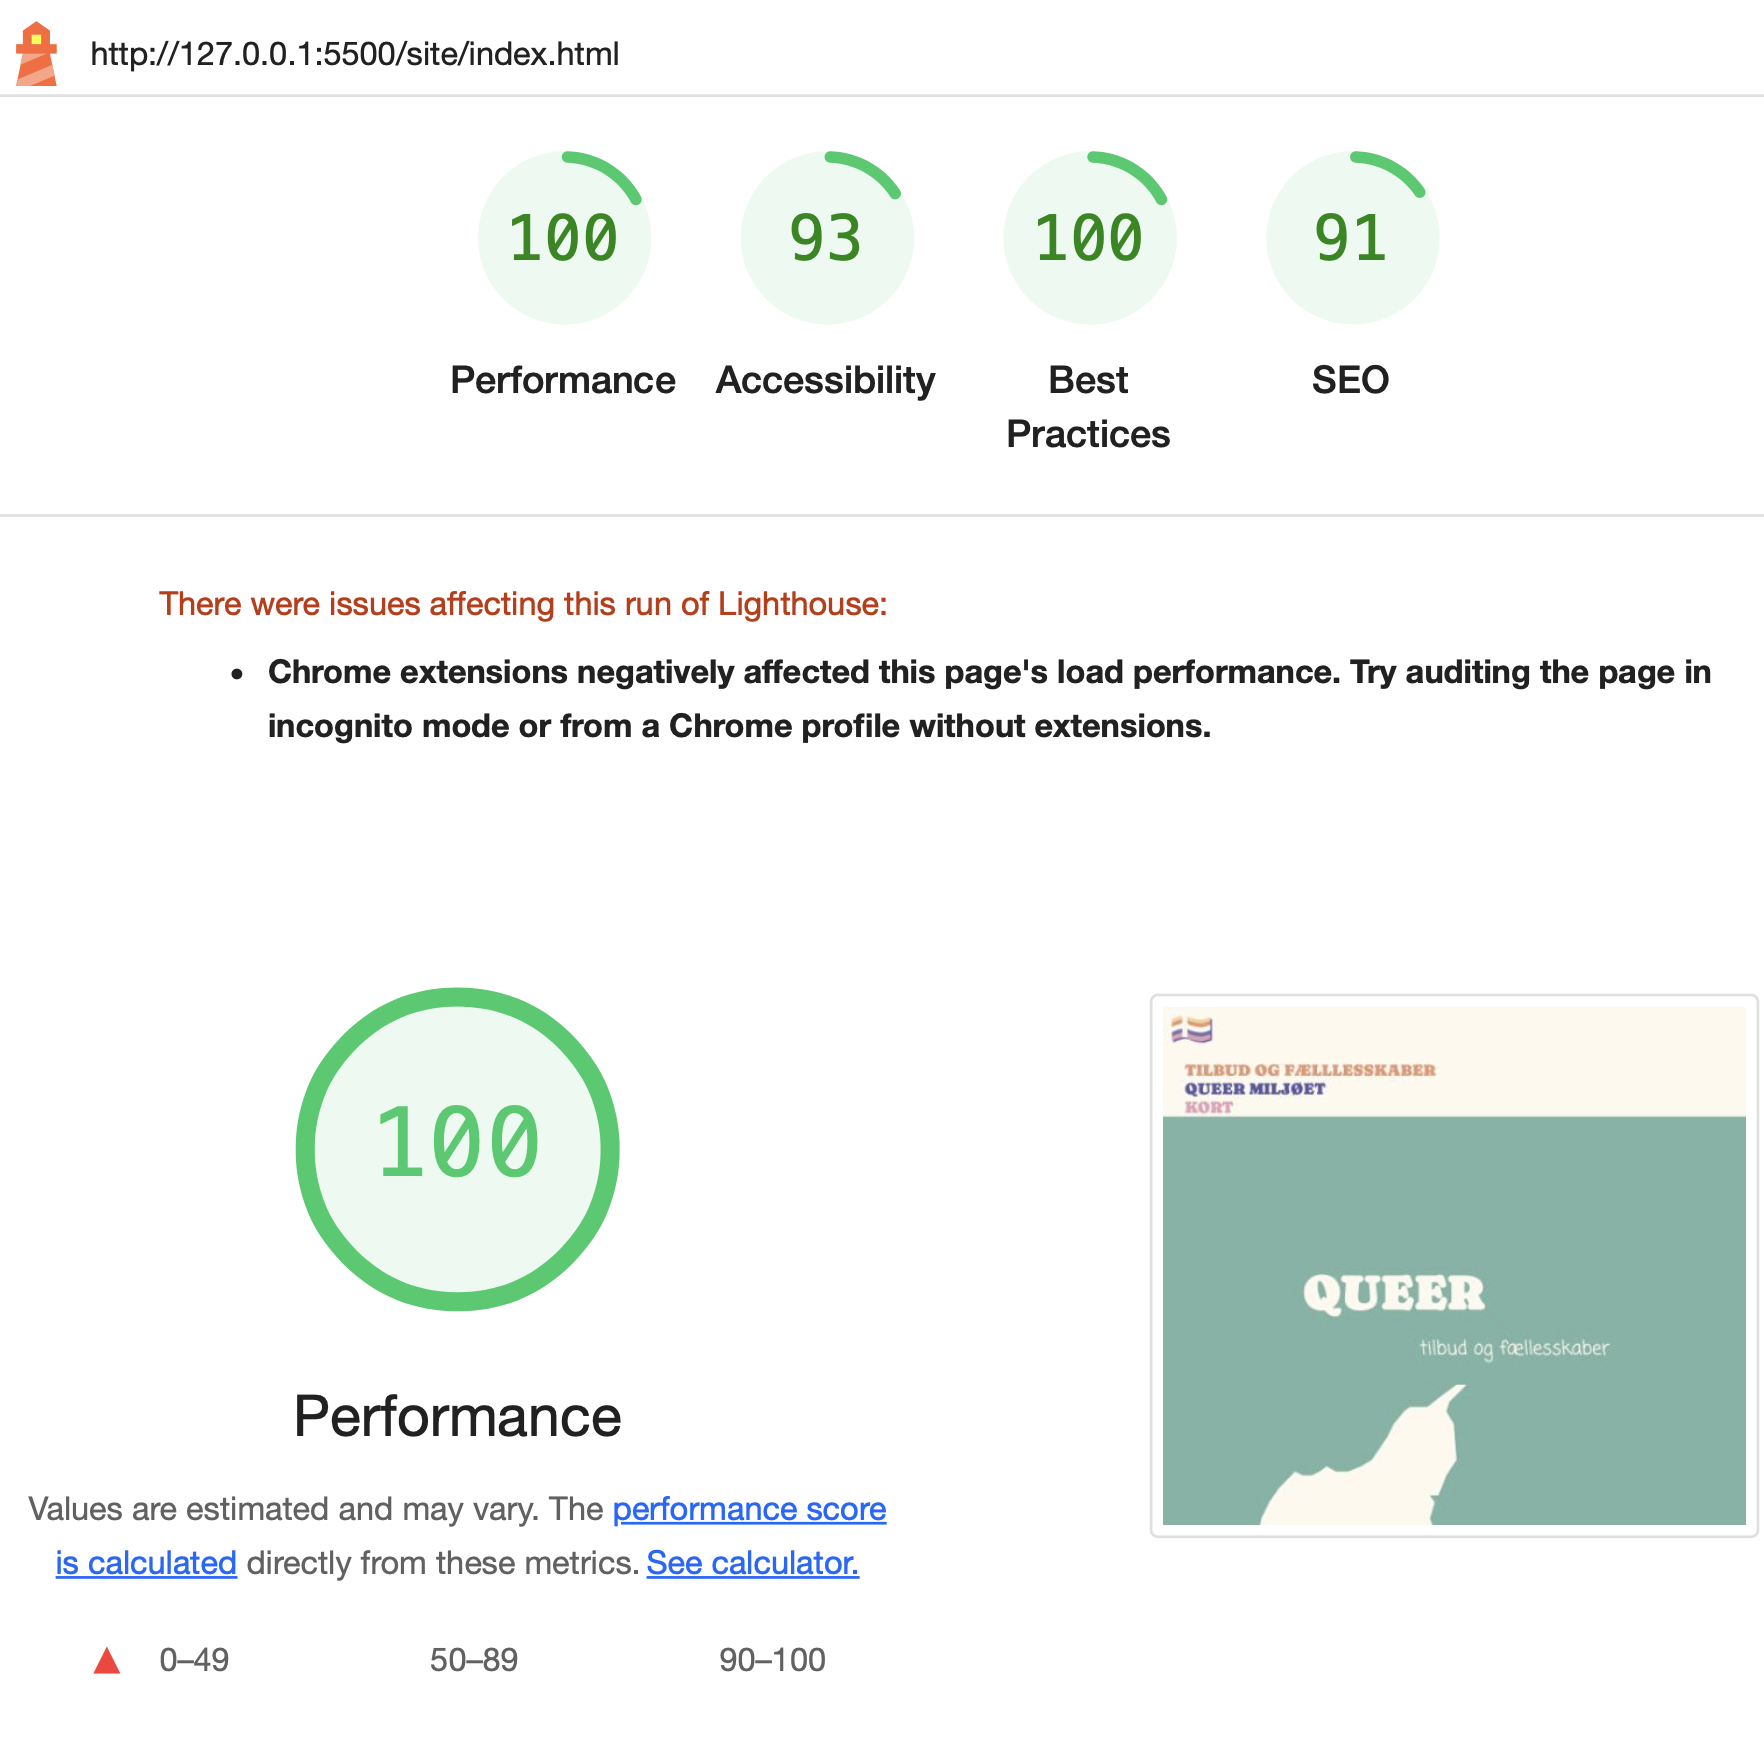 http://127.0.0.1:5500/site/index.html
100
93
100
91
Performance
Accessibility
Best
Practices
SEO
There were issues affecting this run of Lighthouse:
• Chrome extensions negatively affected this page's load performance. Try auditing the page in
incognito mode or from a Chrome profile without extensions.
100
Performance
Values are estimated and may vary. The performance score
is calculated directly from these metrics. See calculator.
0–49
50–89
90–100
TILBUD OG FÆLLLESSKABER
QUEER MILJØET
KORT
QUEER
tilbud og fællesskaber